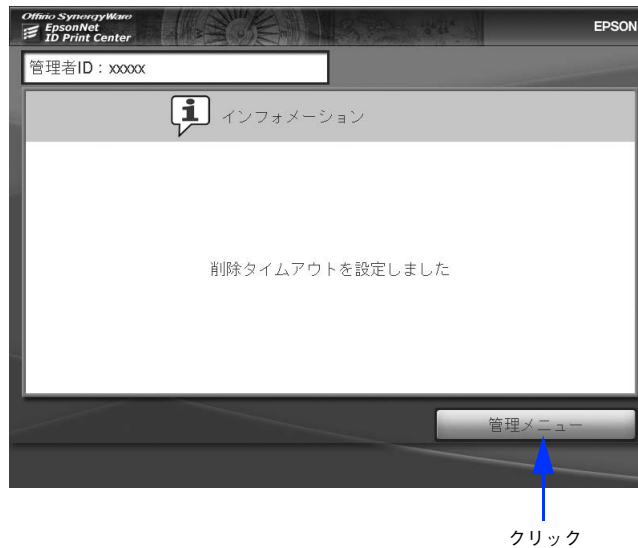 Offirio SynergyWare
EpsonNet
ID Print Center
EPSON
管理者ID：xxxxx
インフォメーション
削除タイムアウトを設定しました
管理メニュー
クリック